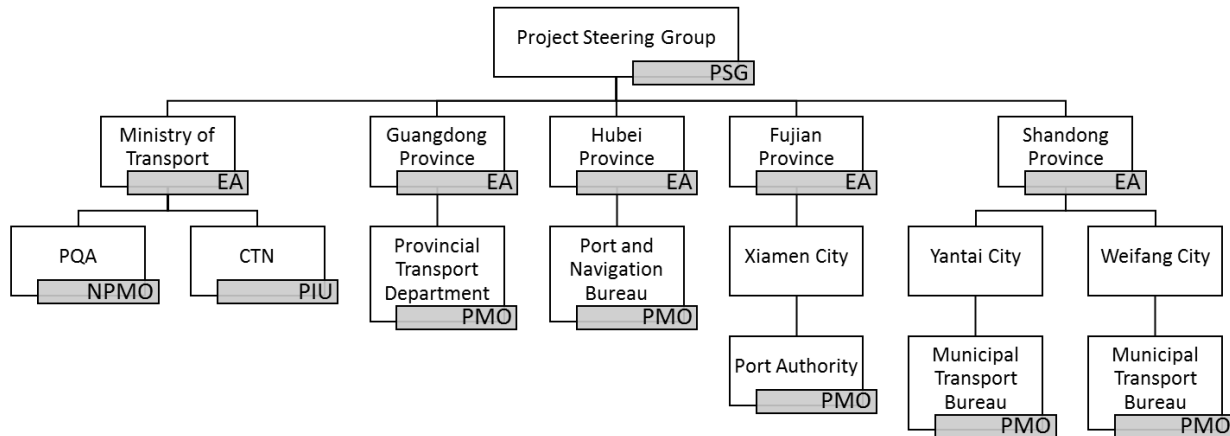 Project Steering Group
PSG
Ministry of
Transport
EA
Guangdong
Province
EA
Hubei
Province
EA
Fujian
Province
EA
Shandong
Province
EA
PQA
NPMO
CTN
PIU
Provincial
Transport
Department
PMO
Port and
Navigation
Bureau
PMO
Xiamen City
Yantai City
Weifang City
Port Authority
PMO
Municipal
Transport
Bureau
PMO
Municipal
Transport
Bureau
PMO